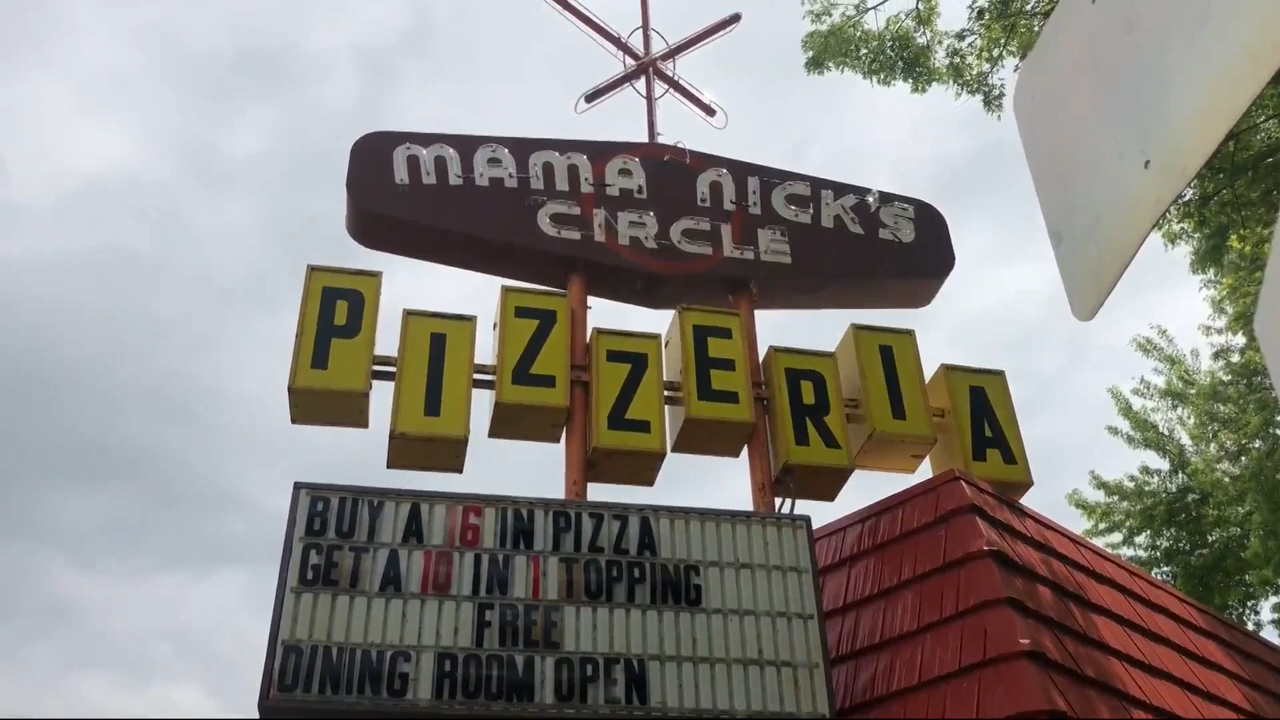 MAMA NICK'S
CIRCLE
PIZZERIA
BUY A 16 IN PIZZA
GET A 10 IN 1 TOPPING
FREE
DINING ROOM OPEN